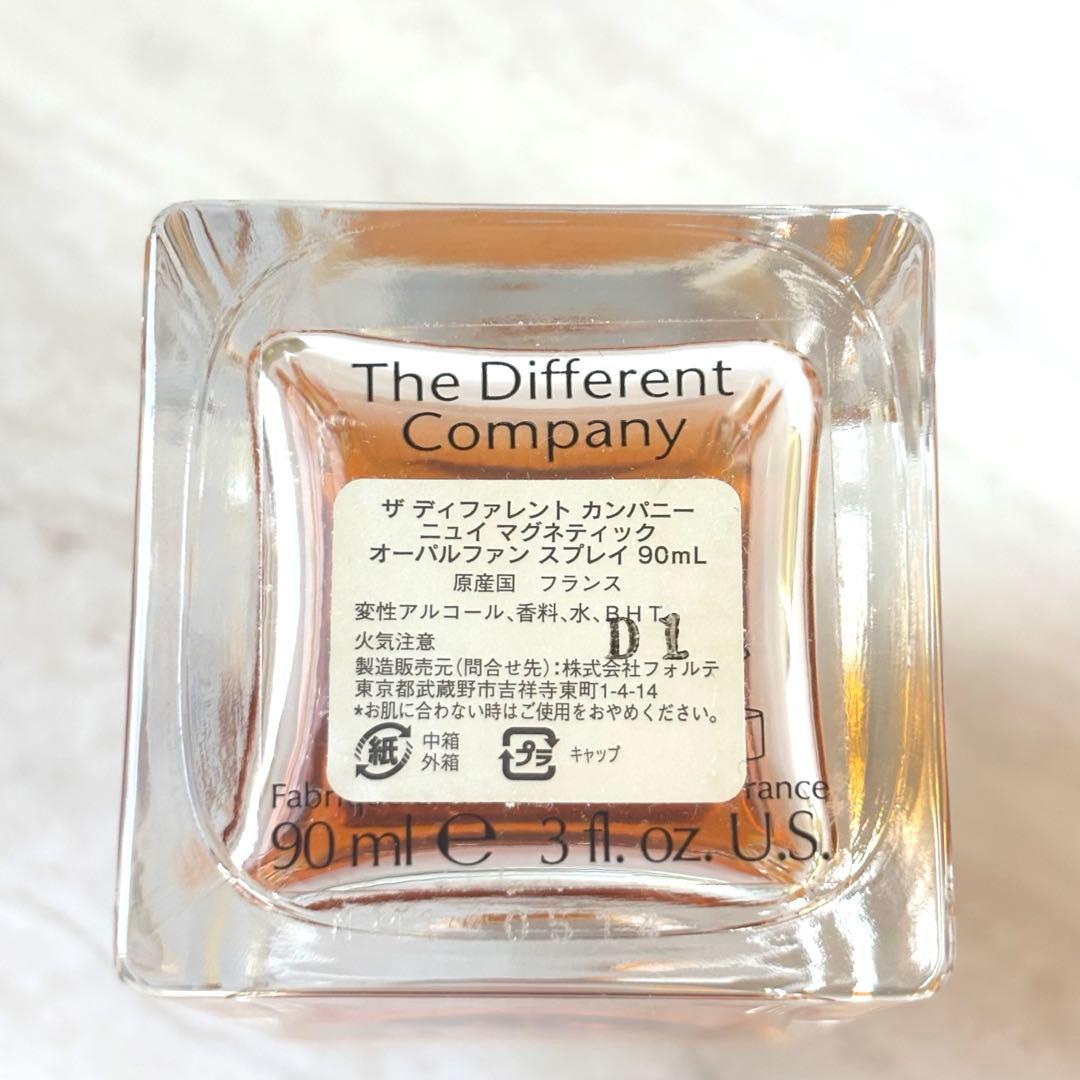 The Different
Company
ザ ディファレント カンパニー
ニュイ マグネティック
オーパルファン スプレイ 90mL
原産国　フランス
変性アルコール、香料、水、BHT
D1
火気注意
製造販売元(問合せ先):株式会社フォルテ
東京都武蔵野市吉祥寺東町1-4-14
*お肌に合わない時はご使用をおやめください。
紙 中箱 プラ キャップ
外箱
90 ml e 3 fl. oz. U.S.